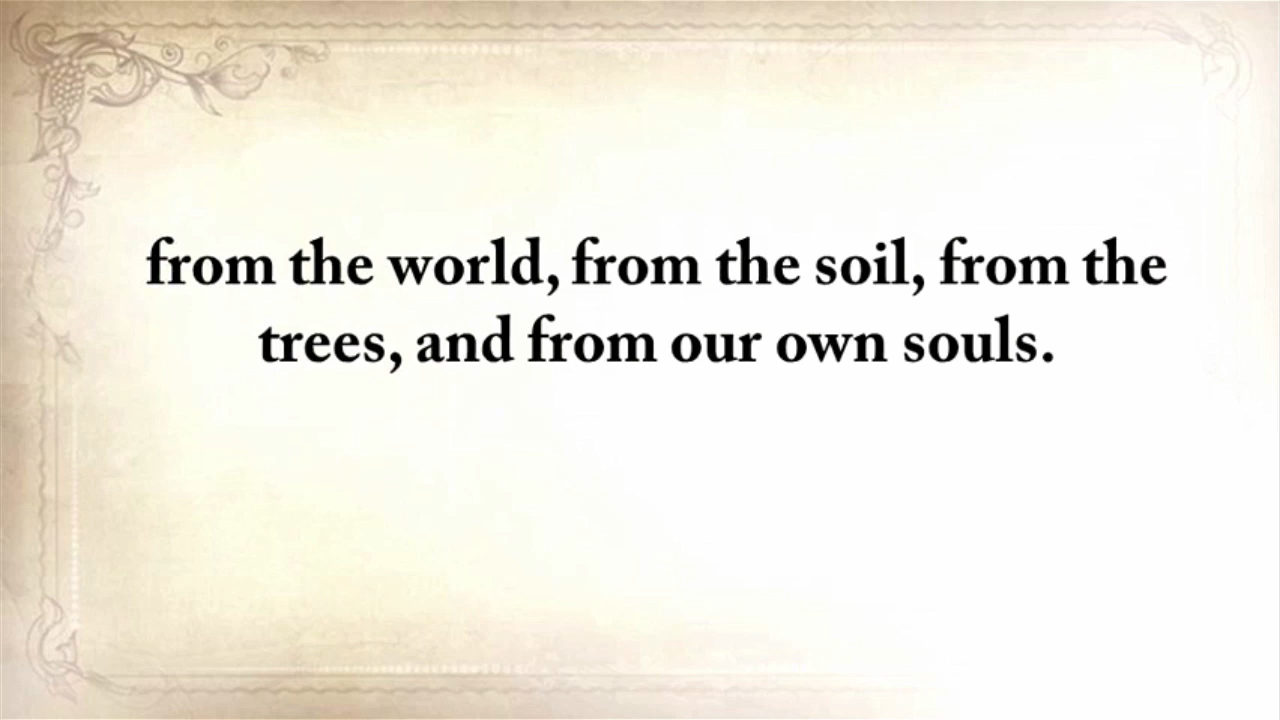 from the world, from the soil, from the
trees, and from our own souls.